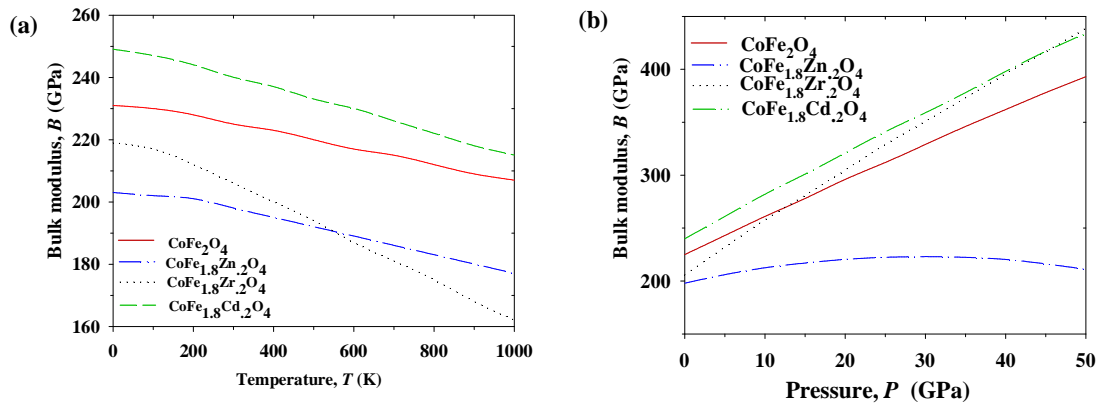 (a)
260
240
220
200
180
160
Bulk modulus, B (GPa)
CoFe2O4
CoFe1.8Zn.2O4
CoFe1.8Zr.2O4
CoFe1.8Cd.2O4
0 200 400 600 800 1000
Temperature, T (K)
(b)
400
300
200
Bulk modulus, B (GPa)
CoFe2O4
CoFe1.8Zn.2O4
CoFe1.8Zr.2O4
CoFe1.8Cd.2O4
0 10 20 30 40 50
Pressure, P (GPa)